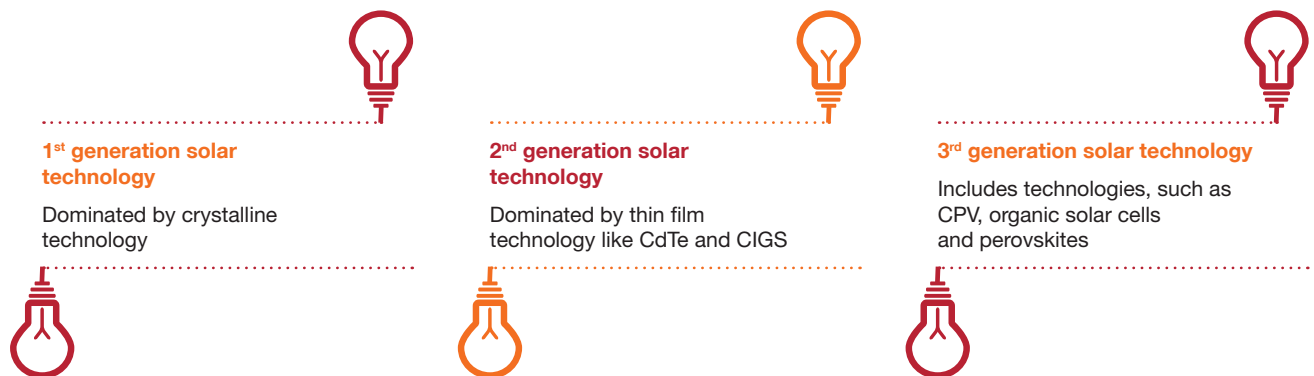 1st generation solar
technology
Dominated by crystalline
technology
2nd generation solar
technology
Dominated by thin film
technology like CdTe and CIGS
3rd generation solar technology
Includes technologies, such as
CPV, organic solar cells
and perovskites